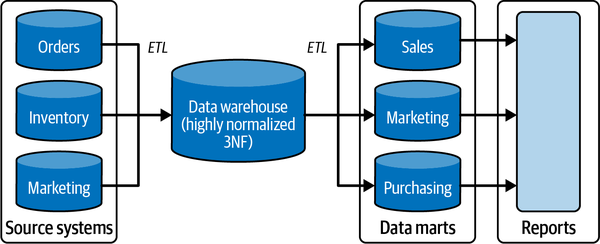 Orders
Inventory
Marketing
Source systems
ETL
Data warehouse
(highly normalized
3NF)
ETL
Sales
Marketing
Purchasing
Data marts
Reports